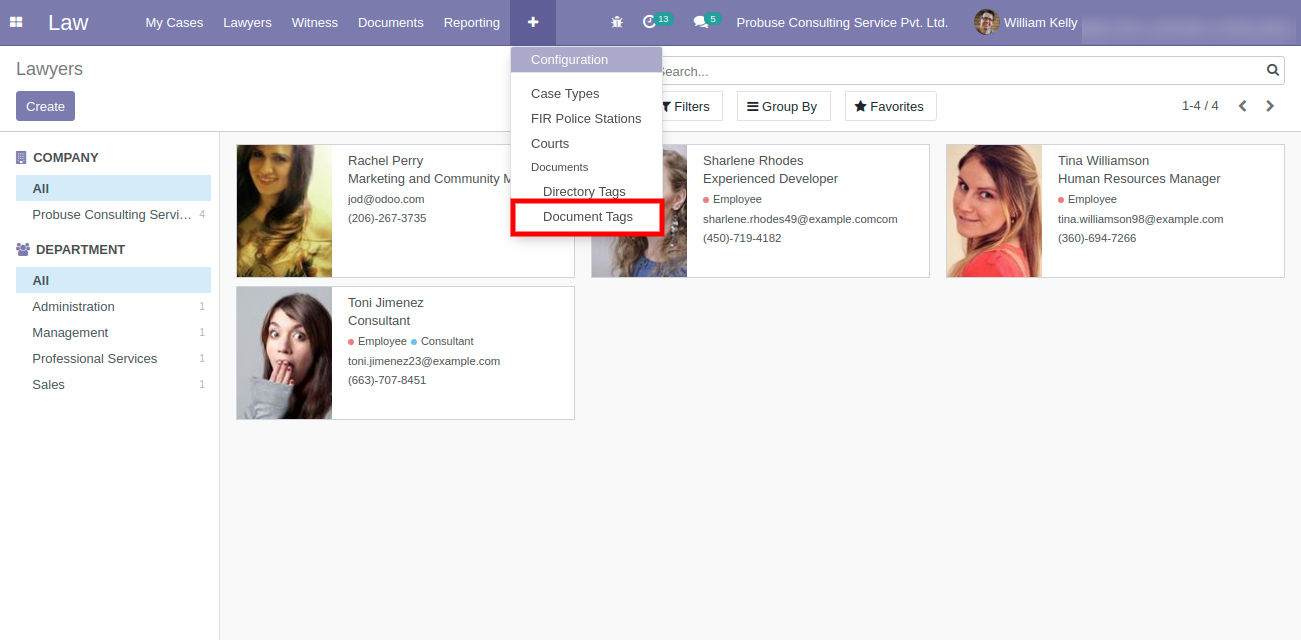 Law My Cases Lawyers Witness Documents Reporting 13 5 Probuse Consulting Service Pvt. Ltd. William Kelly
Lawyers
Create
Configuration
Case Types
FIR Police Stations
Courts
Documents
Directory Tags
Document Tags
Search...
Filters Group By Favorites 1-4 / 4
COMPANY
All
Probuse Consulting Servi... 4
DEPARTMENT
All
Administration 1
Management 1
Professional Services 1
Sales 1
Rachel Perry
Marketing and Community M
jod@odoo.com
(206)-267-3735
Sharlene Rhodes
Experienced Developer
Employee
sharlene.rhodes49@example.comcom
(450)-719-4182
Tina Williamson
Human Resources Manager
Employee
tina.williamson98@example.com
(360)-694-7266
Toni Jimenez
Consultant
Employee Consultant
toni.jimenez23@example.com
(663)-707-8451